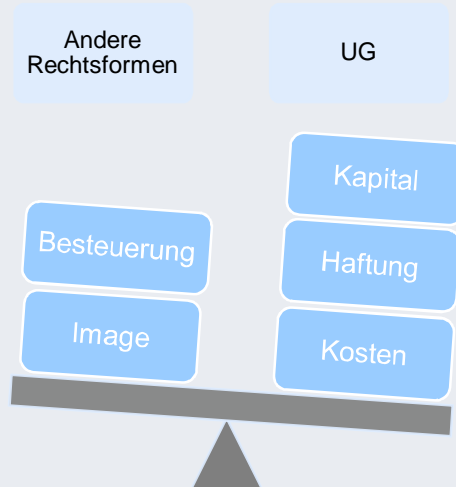 Andere
Rechtsformen
UG
Kapital
Besteuerung
Haftung
Image
Kosten